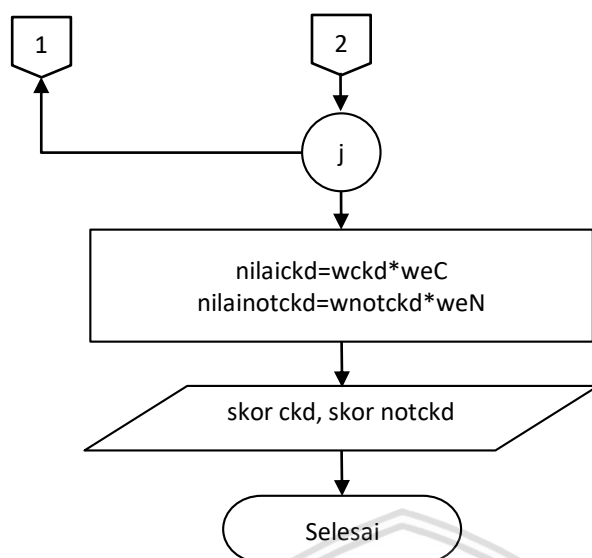 1
2
j
nilaickd=wckd*weC
nilainotckd=wnotckd*weN
skor ckd, skor notckd
Selesai